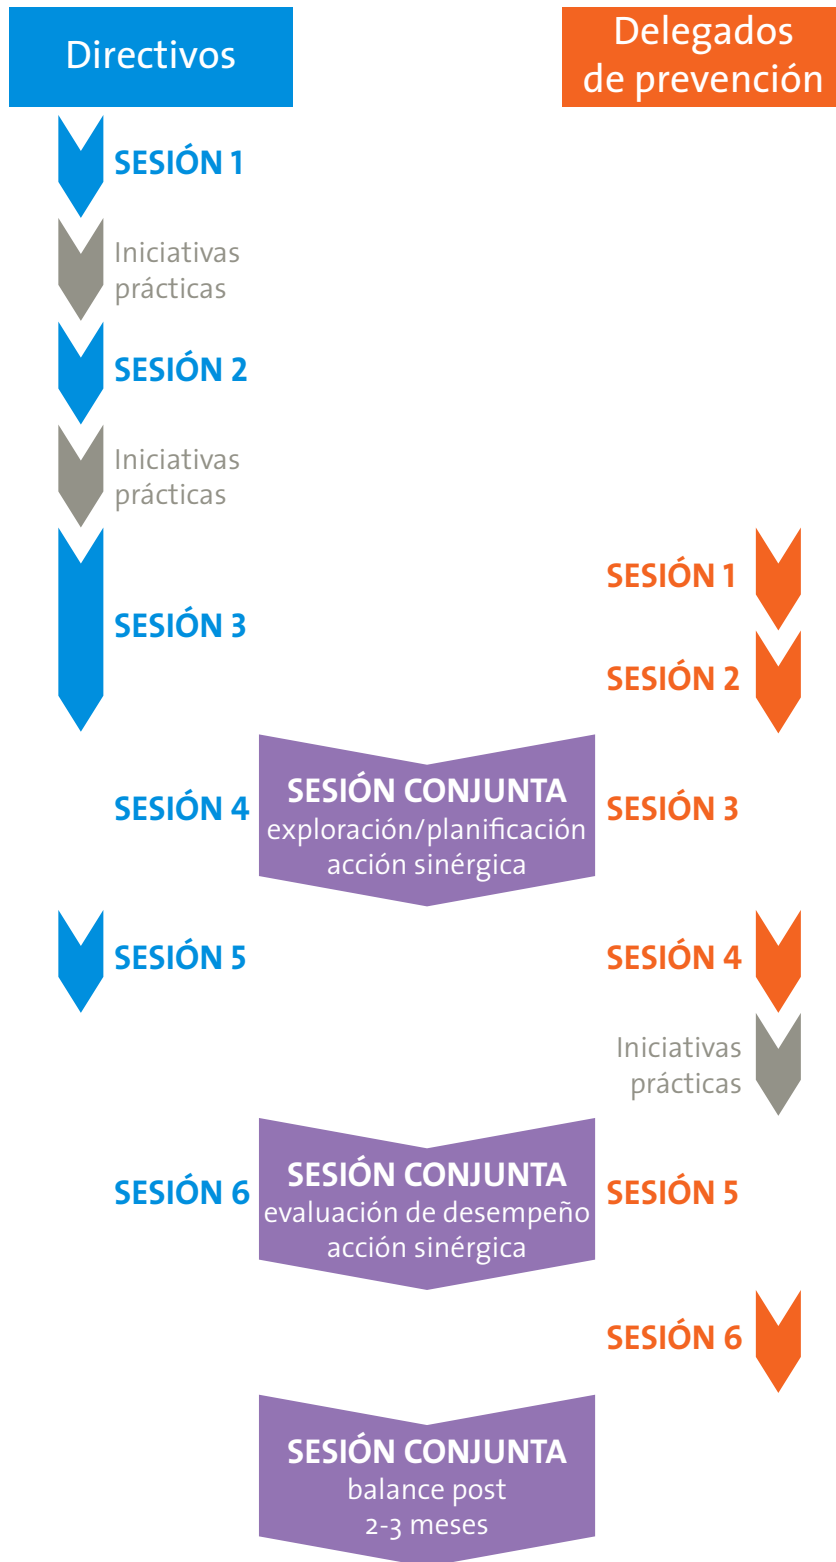 Directivos
Delegados
de prevención
SESIÓN 1
Iniciativas
prácticas
SESIÓN 2
Iniciativas
prácticas
SESIÓN 3
SESIÓN 1
SESIÓN 2
SESIÓN 4
SESIÓN CONJUNTA
exploración/planificación
acción sinérgica
SESIÓN 3
SESIÓN 5
SESIÓN 4
Iniciativas
prácticas
SESIÓN 6
SESIÓN CONJUNTA
evaluación de desempeño
acción sinérgica
SESIÓN 5
SESIÓN 6
SESIÓN CONJUNTA
balance post
2-3 meses